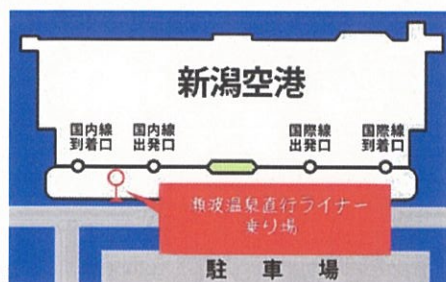 新潟空港
国内線
到着口
国内線
出発口
国際線
出発口
国際線
到着口
瀬波温泉直行ライナー
乗り場
駐車場